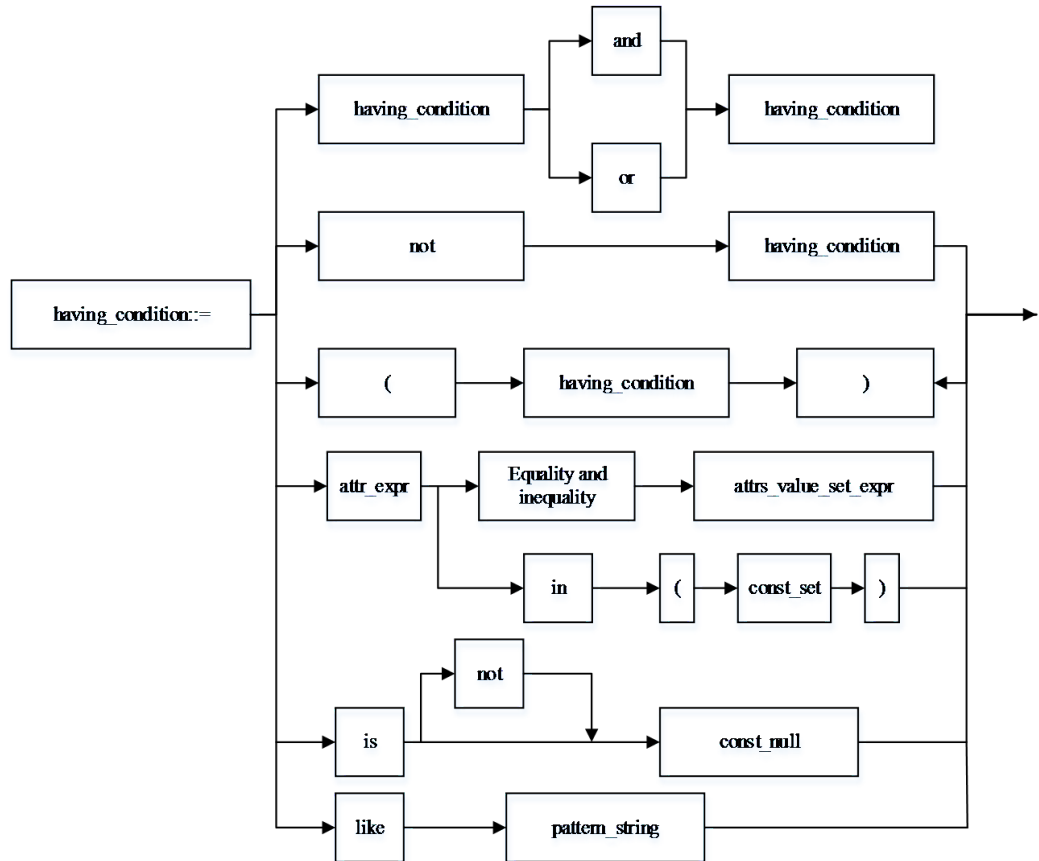 and
having_condition
having_condition
or
not
having_condition
having_condition::=
(
having_condition
)
attr_expr
Equality and
inequality
attrs_value_set_expr
in
(
const_set
)
not
is
const_null
like
pattern_string